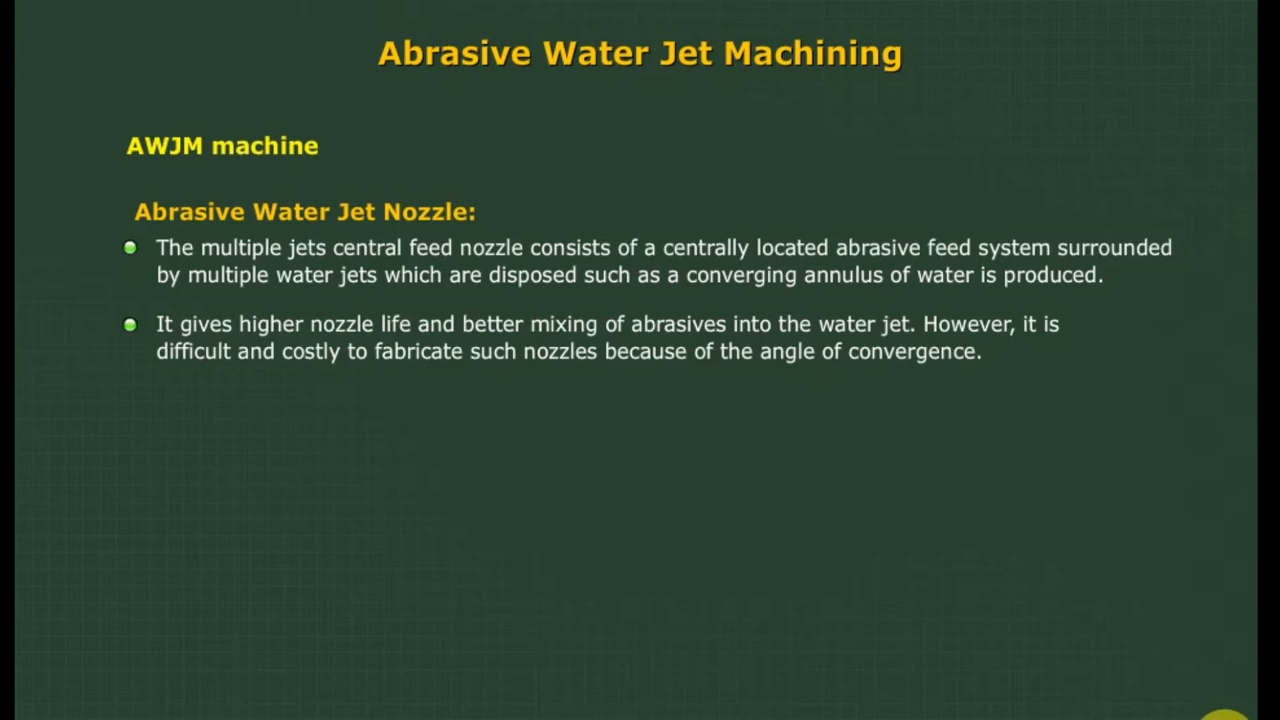 Abrasive Water Jet Machining
AWJM machine
Abrasive Water Jet Nozzle:
The multiple jets central feed nozzle consists of a centrally located abrasive feed system surrounded
by multiple water jets which are disposed such as a converging annulus of water is produced.
It gives higher nozzle life and better mixing of abrasives into the water jet. However, it is
difficult and costly to fabricate such nozzles because of the angle of convergence.